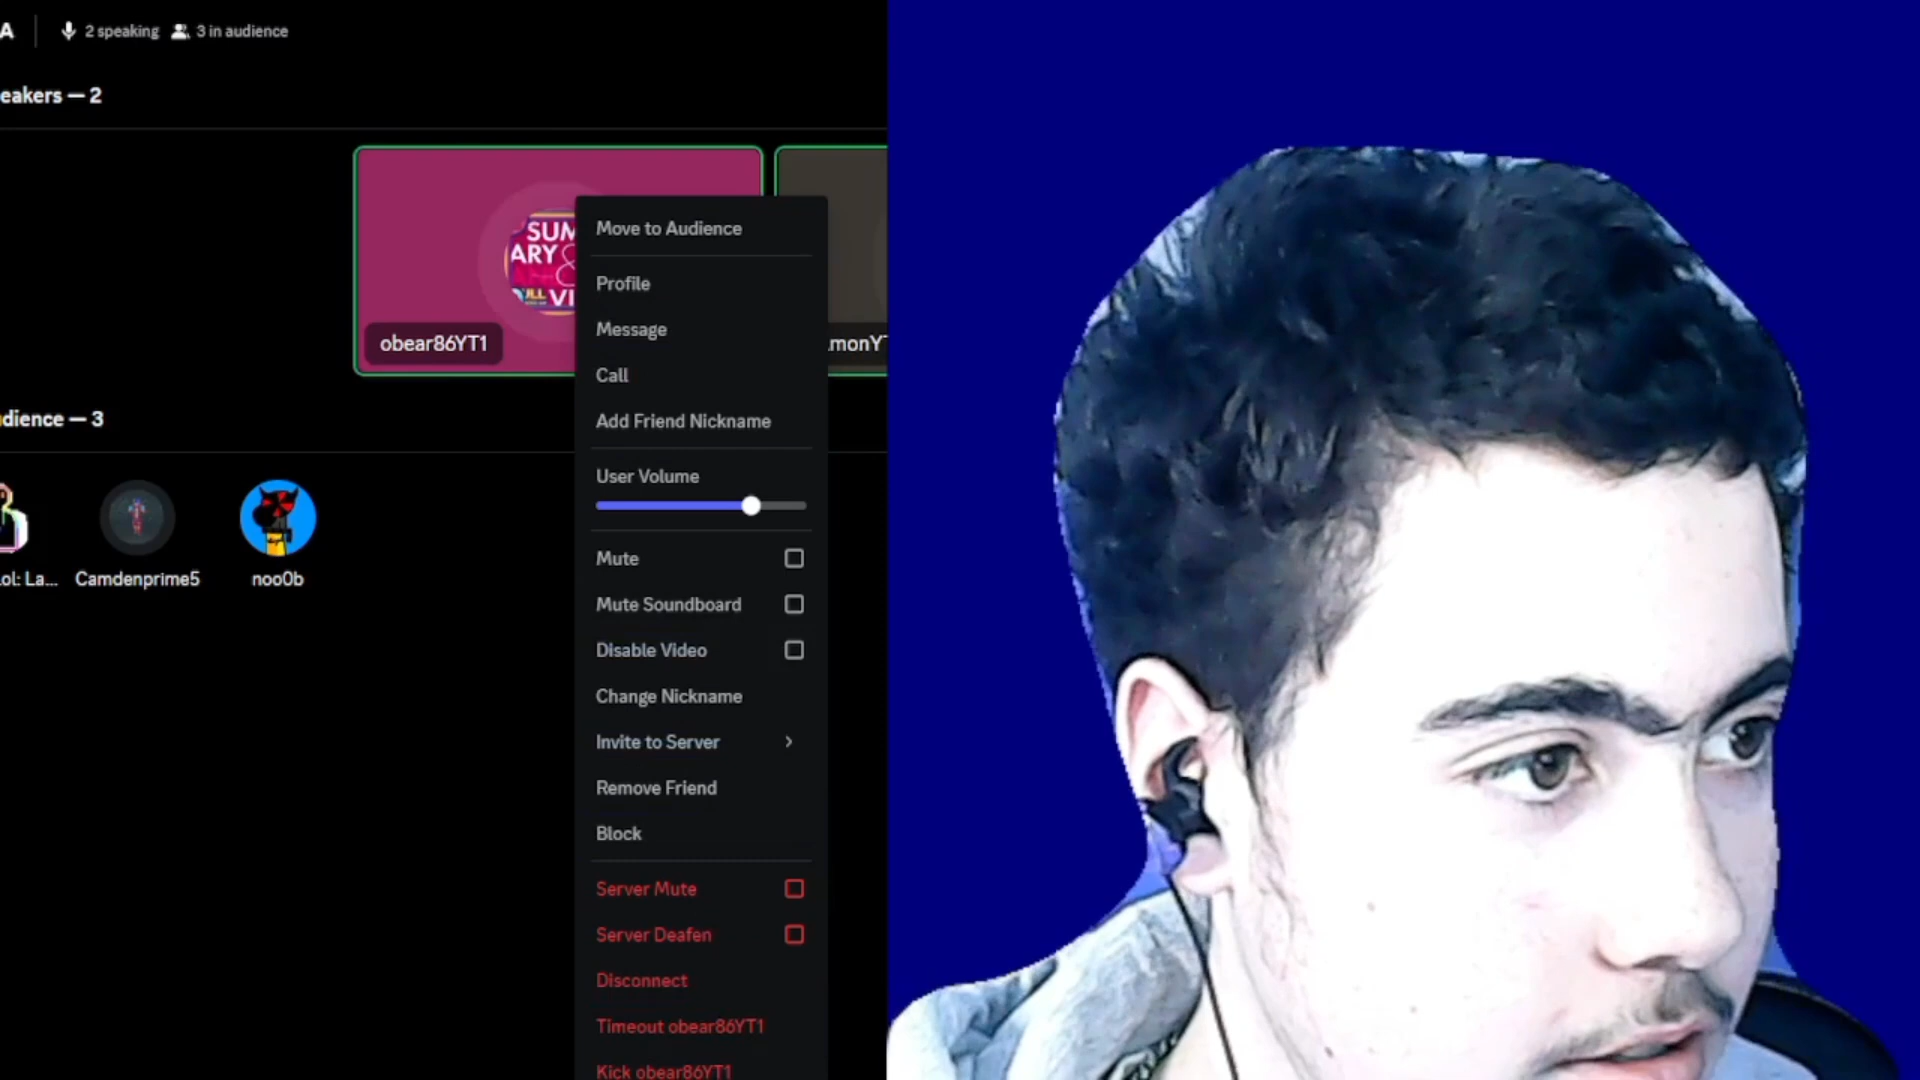 A
2 speaking
3 in audience
eakers — 2
SUM
ARY &
ULL VI
obear86YT1
monYT
dience — 3
ol: La...
Camdenprime5
noo0b
Move to Audience
Profile
Message
Call
Add Friend Nickname
User Volume
Mute
Mute Soundboard
Disable Video
Change Nickname
Invite to Server
Remove Friend
Block
Server Mute
Server Deafen
Disconnect
Timeout obear86YT1
Kick obear86YT1